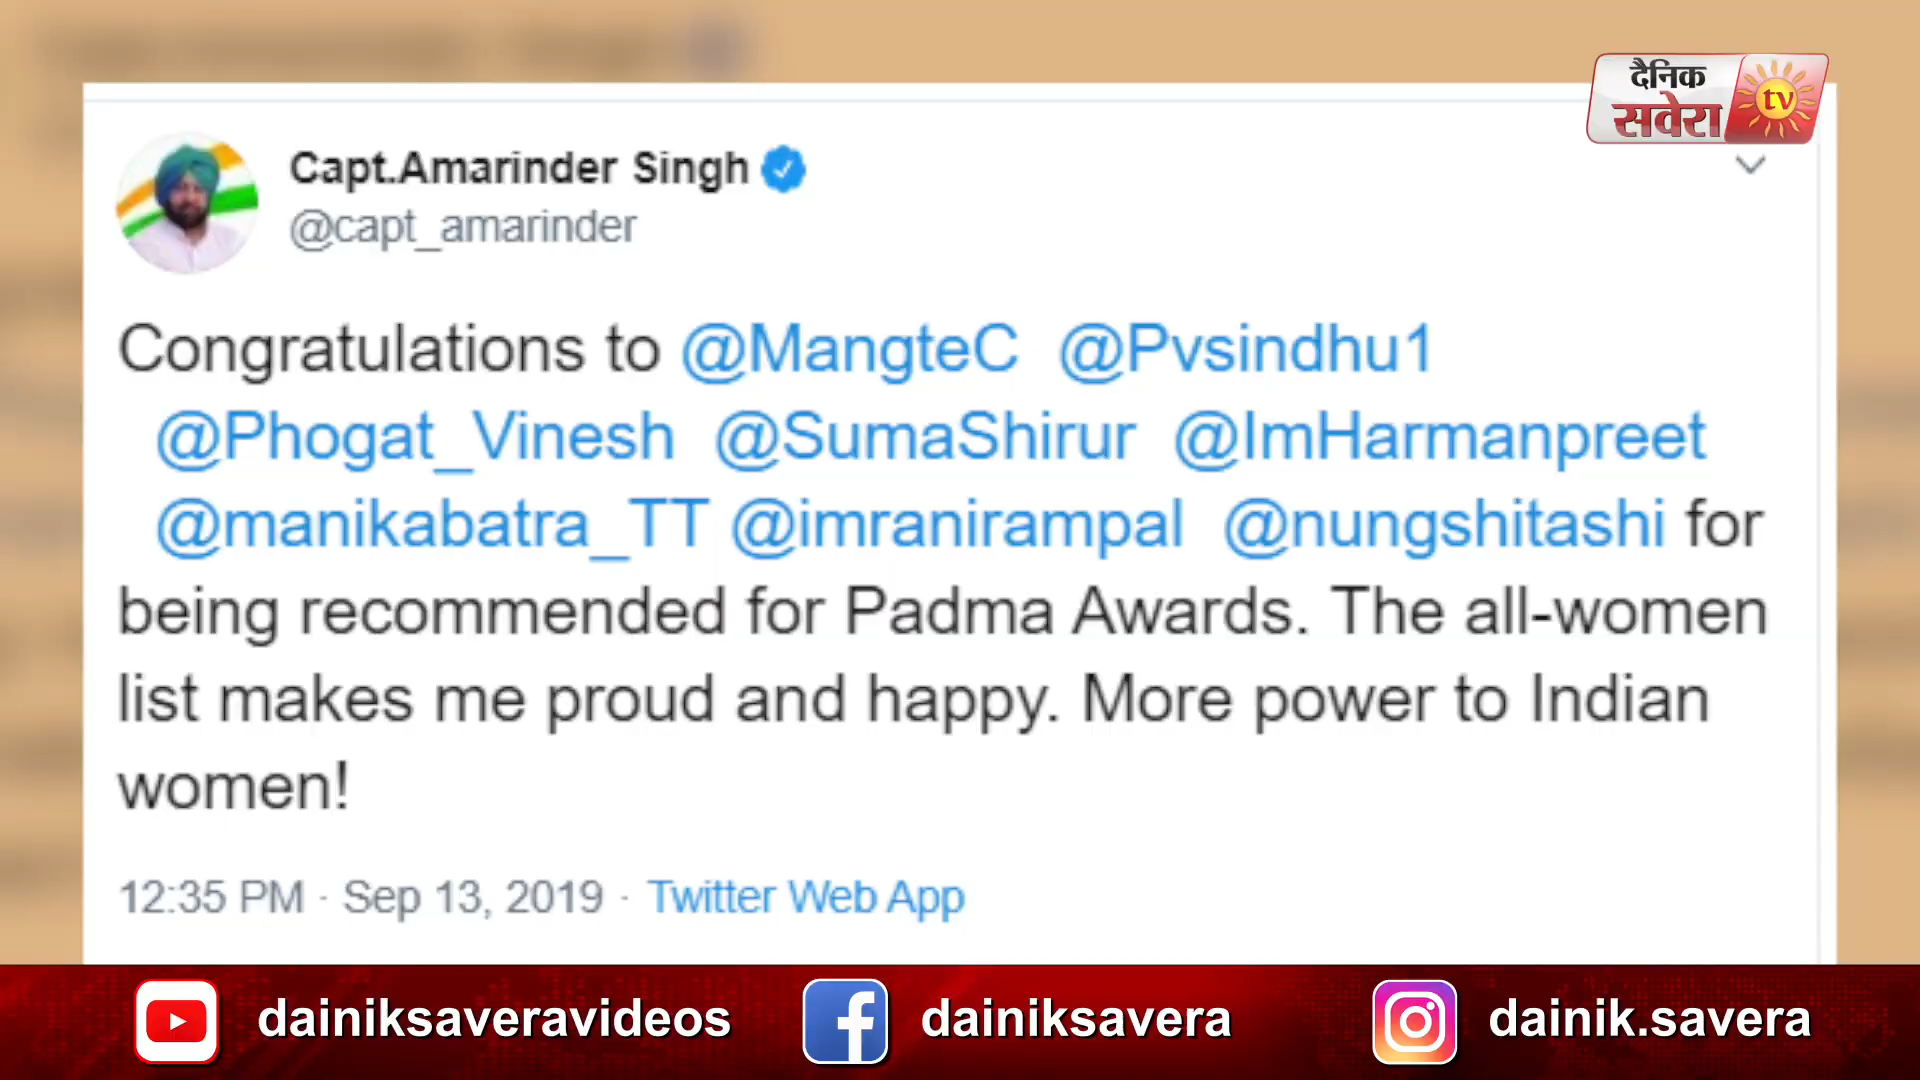 दैनिक
सवेरा
tv
Capt.Amarinder Singh
@capt_amarinder
Congratulations to @MangteC @Pvsindhu1
@Phogat_Vinesh @SumaShirur @ImHarmanpreet
@manikabatra_TT @imranirampal @nungshitashi for
being recommended for Padma Awards. The all-women
list makes me proud and happy. More power to Indian
women!
12:35 PM · Sep 13, 2019 · Twitter Web App
dainiksaveravideos dainiksavera dainik.savera